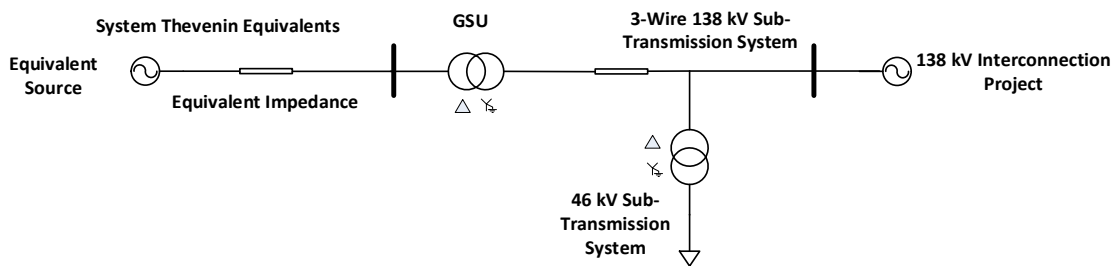 System Thevenin Equivalents
GSU
3-Wire 138 kV Sub-
Transmission System
Equivalent
Source
138 kV Interconnection
Project
Equivalent Impedance
46 kV Sub-
Transmission
System